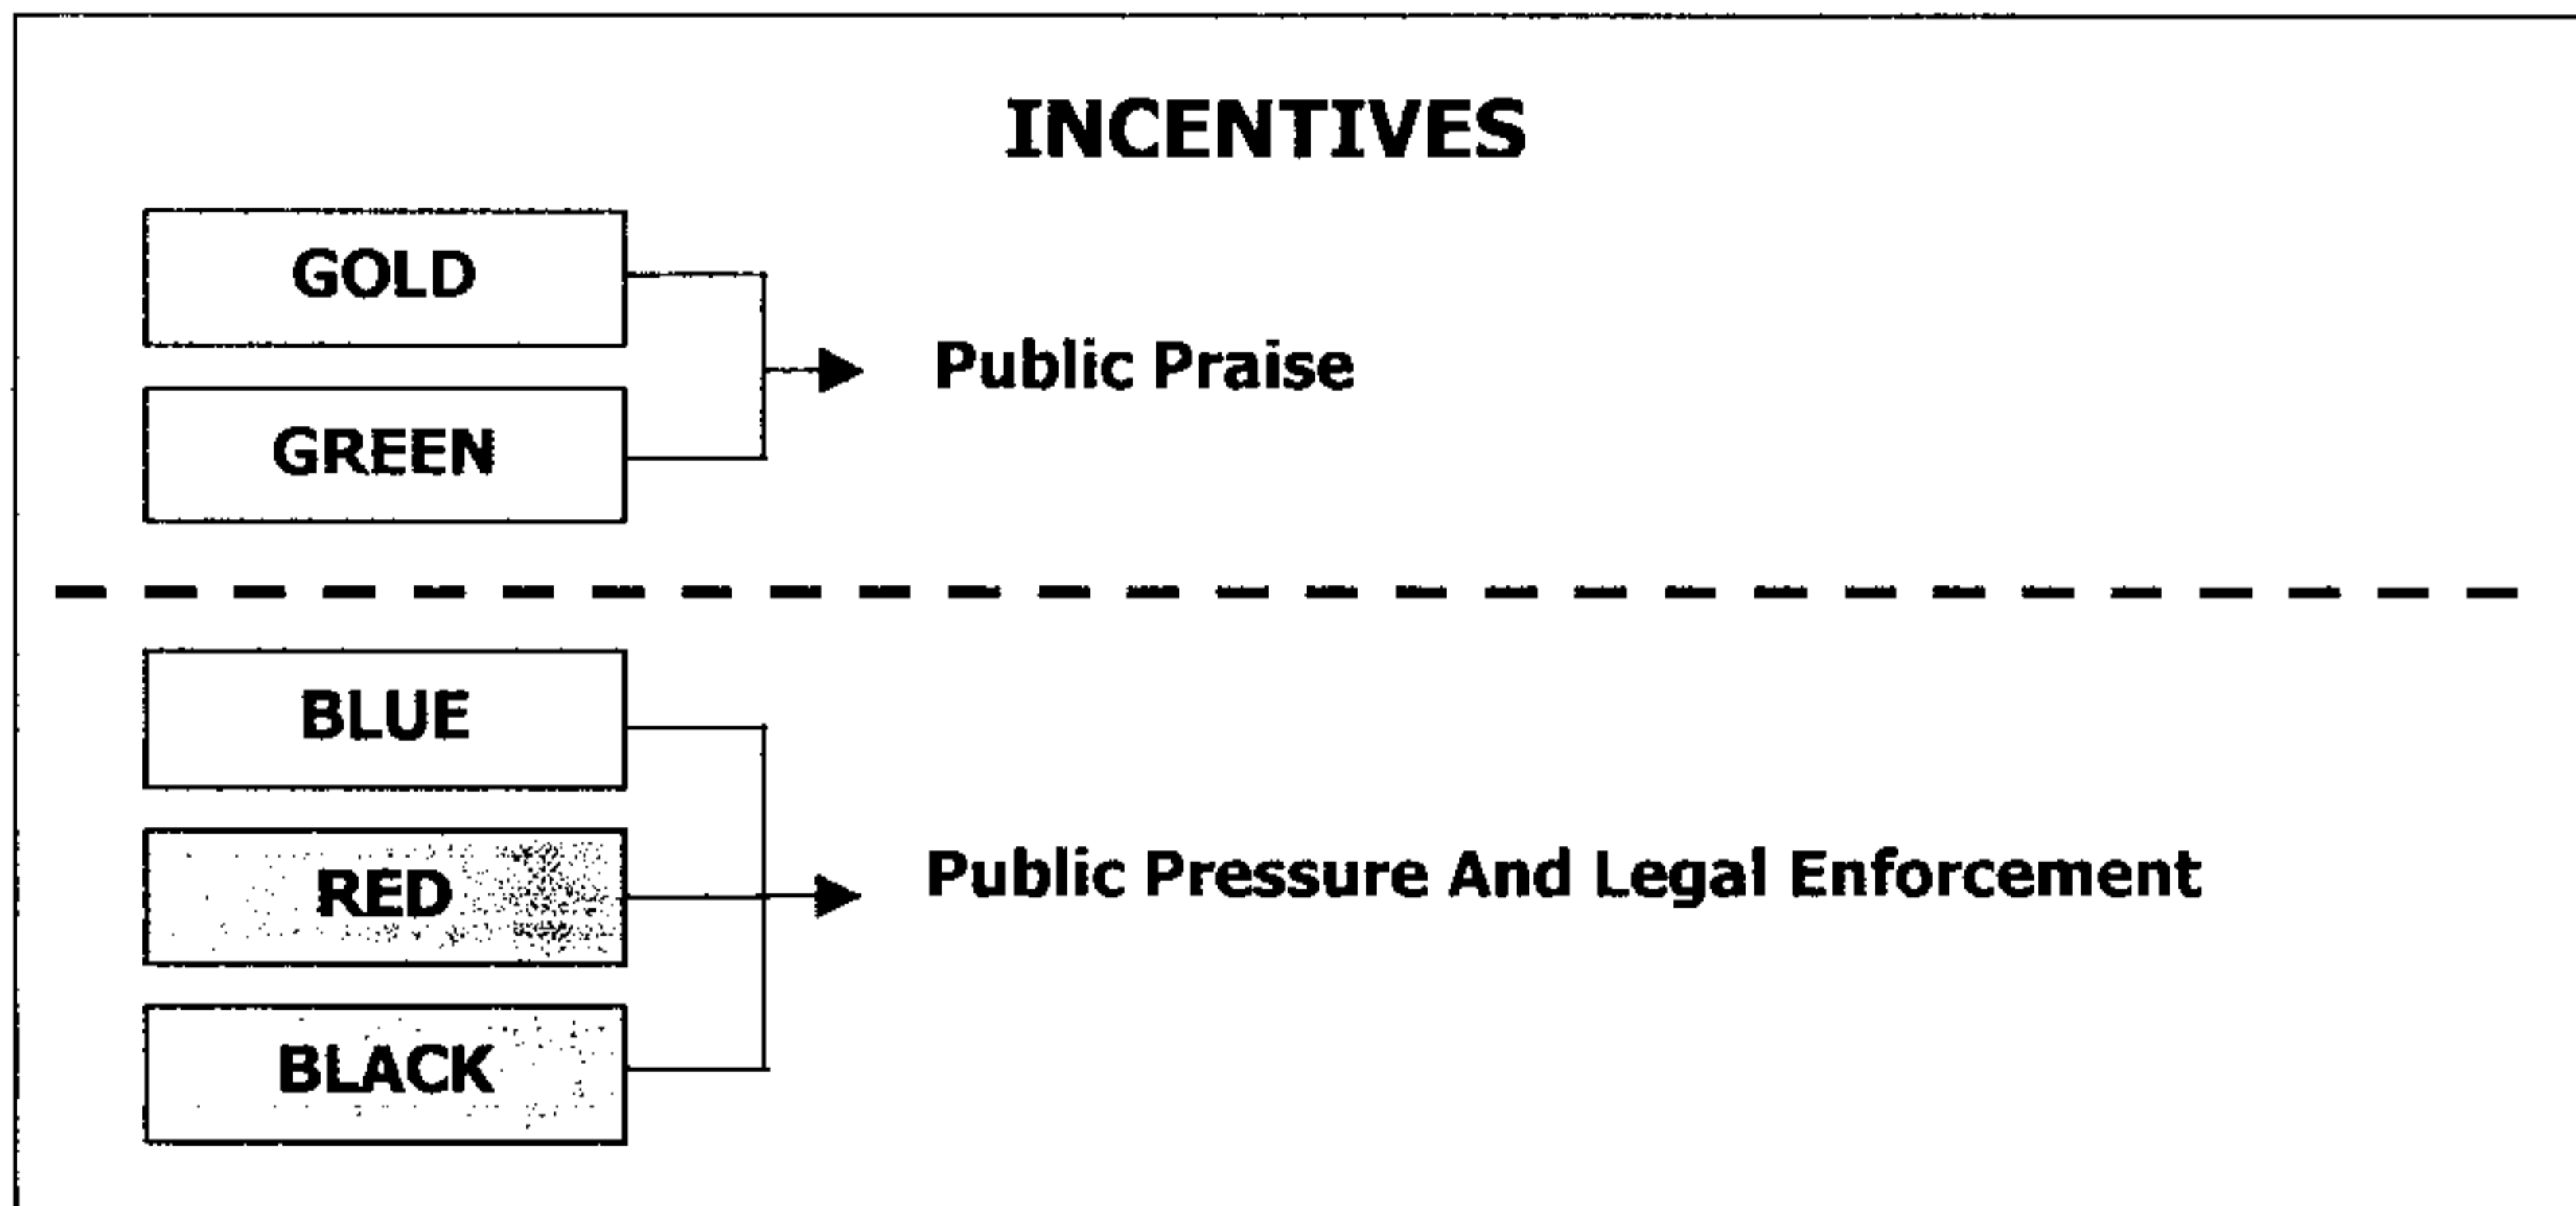 INCENTIVES
GOLD
Public Praise
GREEN
BLUE
RED
Public Pressure And Legal Enforcement
BLACK